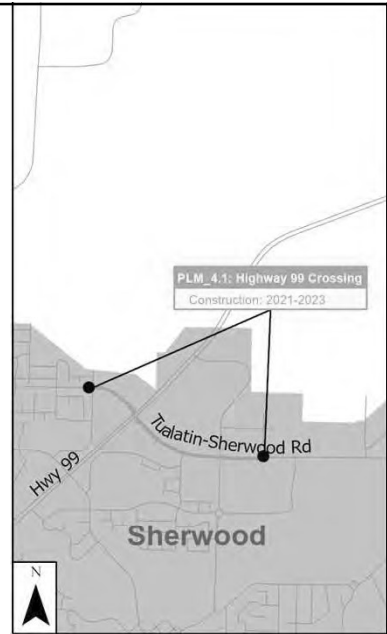 PLM_4.1: Highway 99 Crossing
Construction: 2021-2023
Tualatin-Sherwood Rd
Hwy 99
Sherwood
N